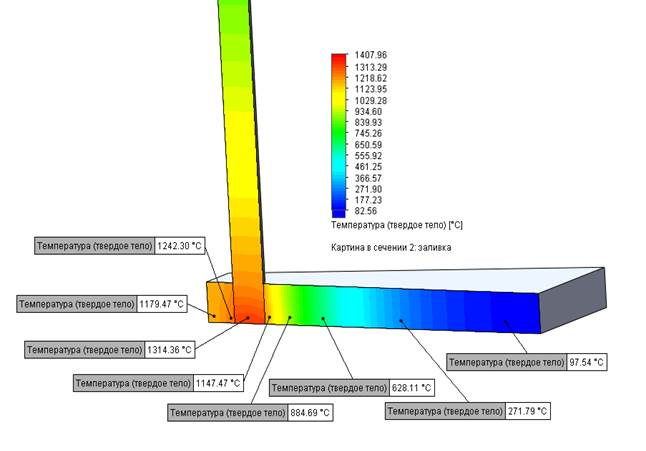 1407.96
1313.29
1218.62
1123.95
1029.28
934.60
839.93
745.26
650.59
555.92
461.25
366.57
271.90
177.23
82.56
Температура (твердое тело) [°C]
Картина в сечении 2: заливка
Температура (твердое тело) 1242.30 °C
Температура (твердое тело) 1179.47 °C
Температура (твердое тело) 1314.36 °C
Температура (твердое тело) 97.54 °C
Температура (твердое тело) 1147.47 °C
Температура (твердое тело) 628.11 °C
Температура (твердое тело) 884.69 °C
Температура (твердое тело) 271.79 °C